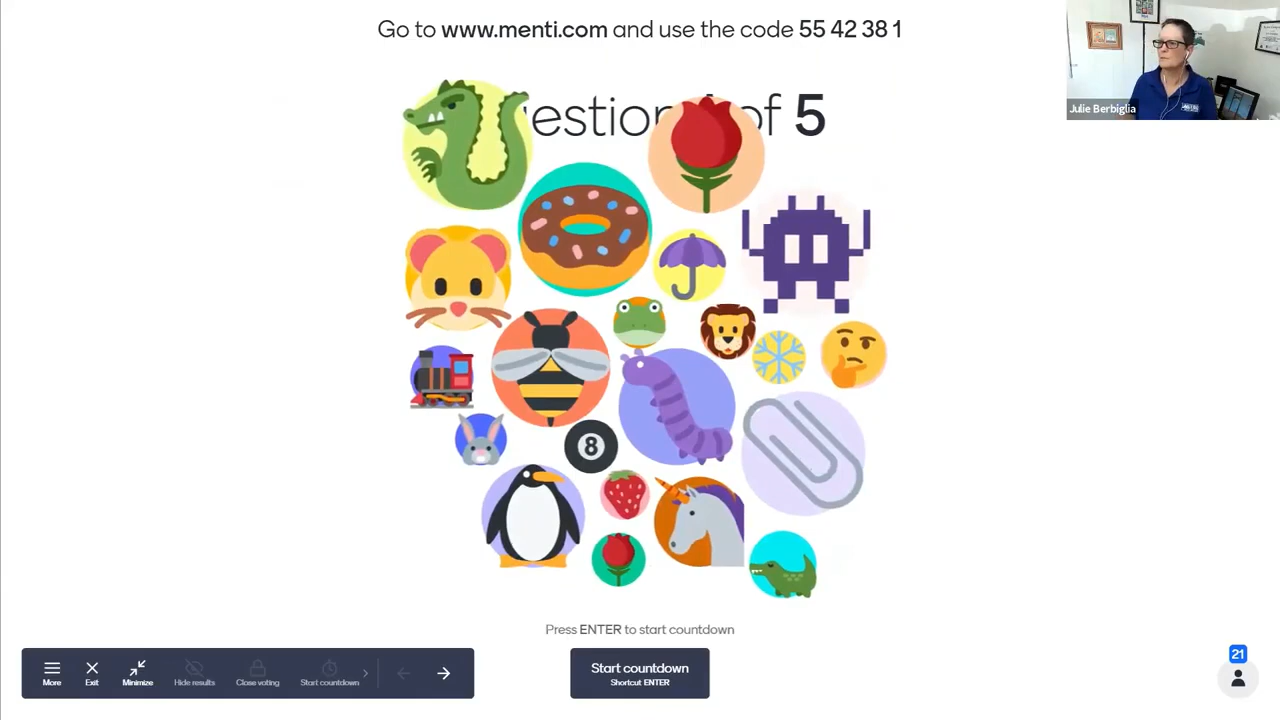 Go to www.menti.com and use the code 55 42 38 1
Julie Berbiglia
of 5
8
Press ENTER to start countdown
Start countdown
Shortcut ENTER
More
Exit
Minimize
Hide results
Close voting
Start countdown
21